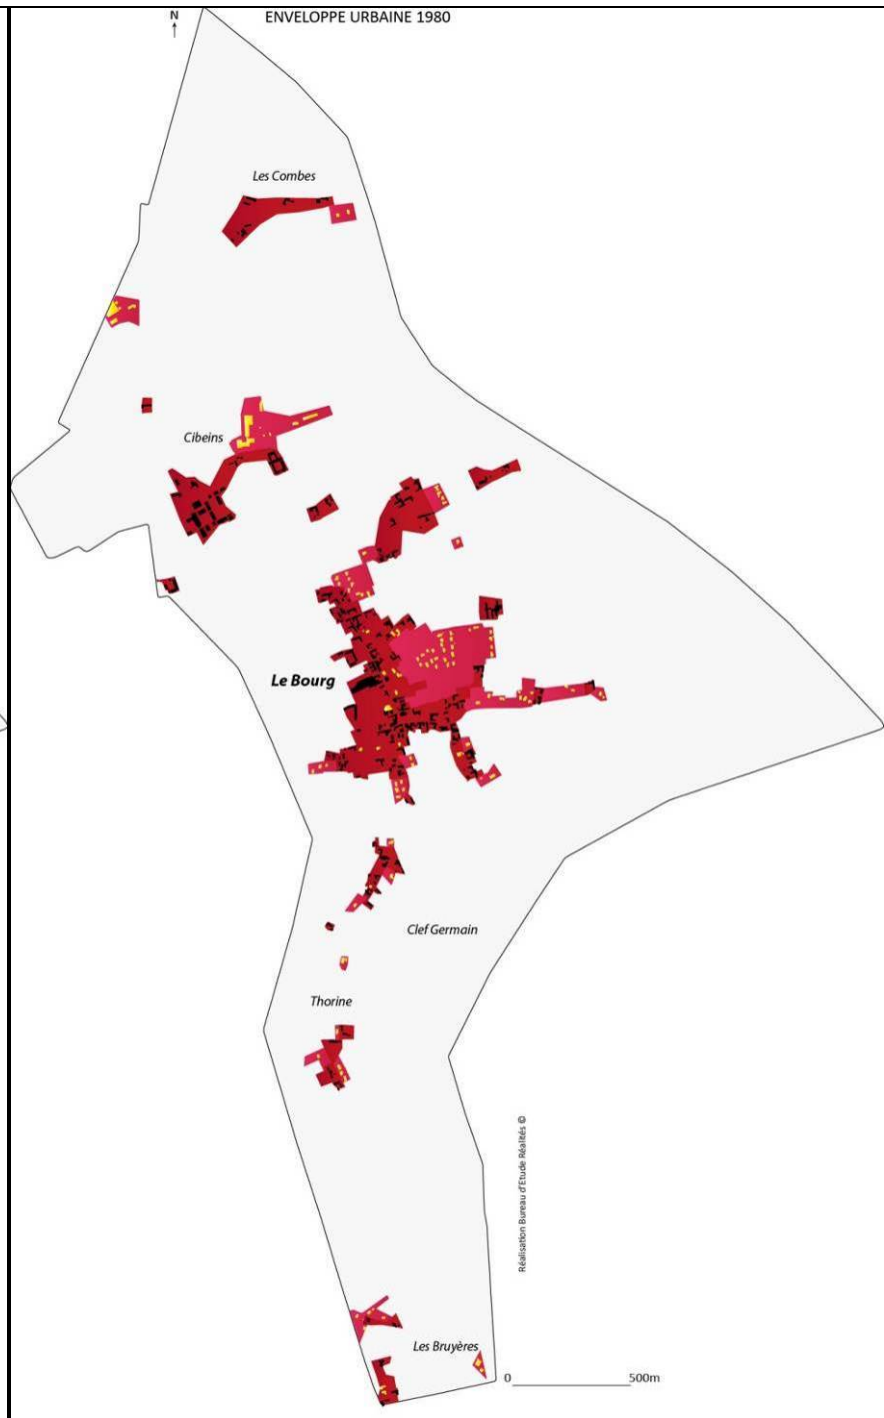 N
ENVELOPPE URBAINE 1980
Les Combes
Cibeins
Le Bourg
Clef Germain
Thorine
Réalisation Bureau d'Etude Réalités ©
Les Bruyères
0
500m